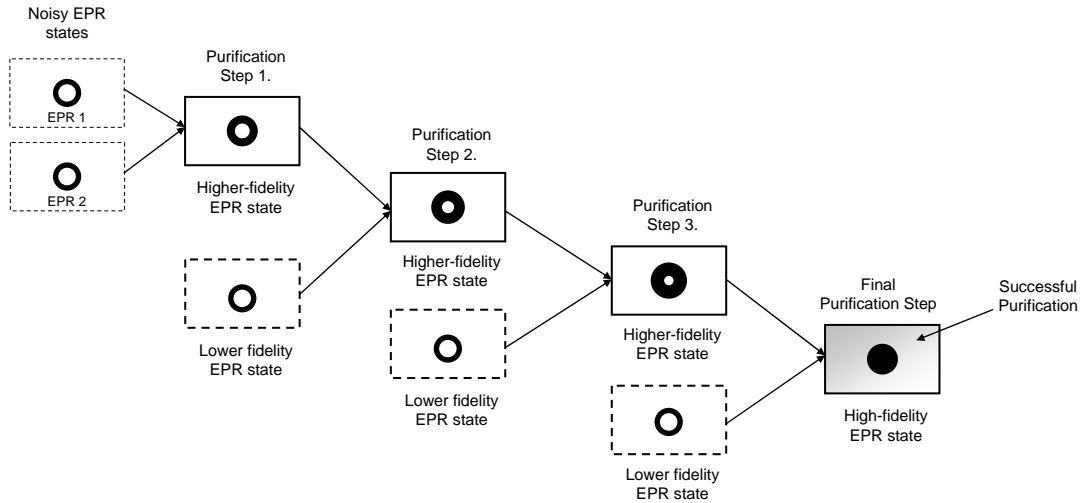 Noisy EPR
states
EPR 1
EPR 2
Purification
Step 1.
Higher-fidelity
EPR state
Lower fidelity
EPR state
Purification
Step 2.
Higher-fidelity
EPR state
Lower fidelity
EPR state
Purification
Step 3.
Higher-fidelity
EPR state
Lower fidelity
EPR state
Final
Purification Step
High-fidelity
EPR state
Successful
Purification